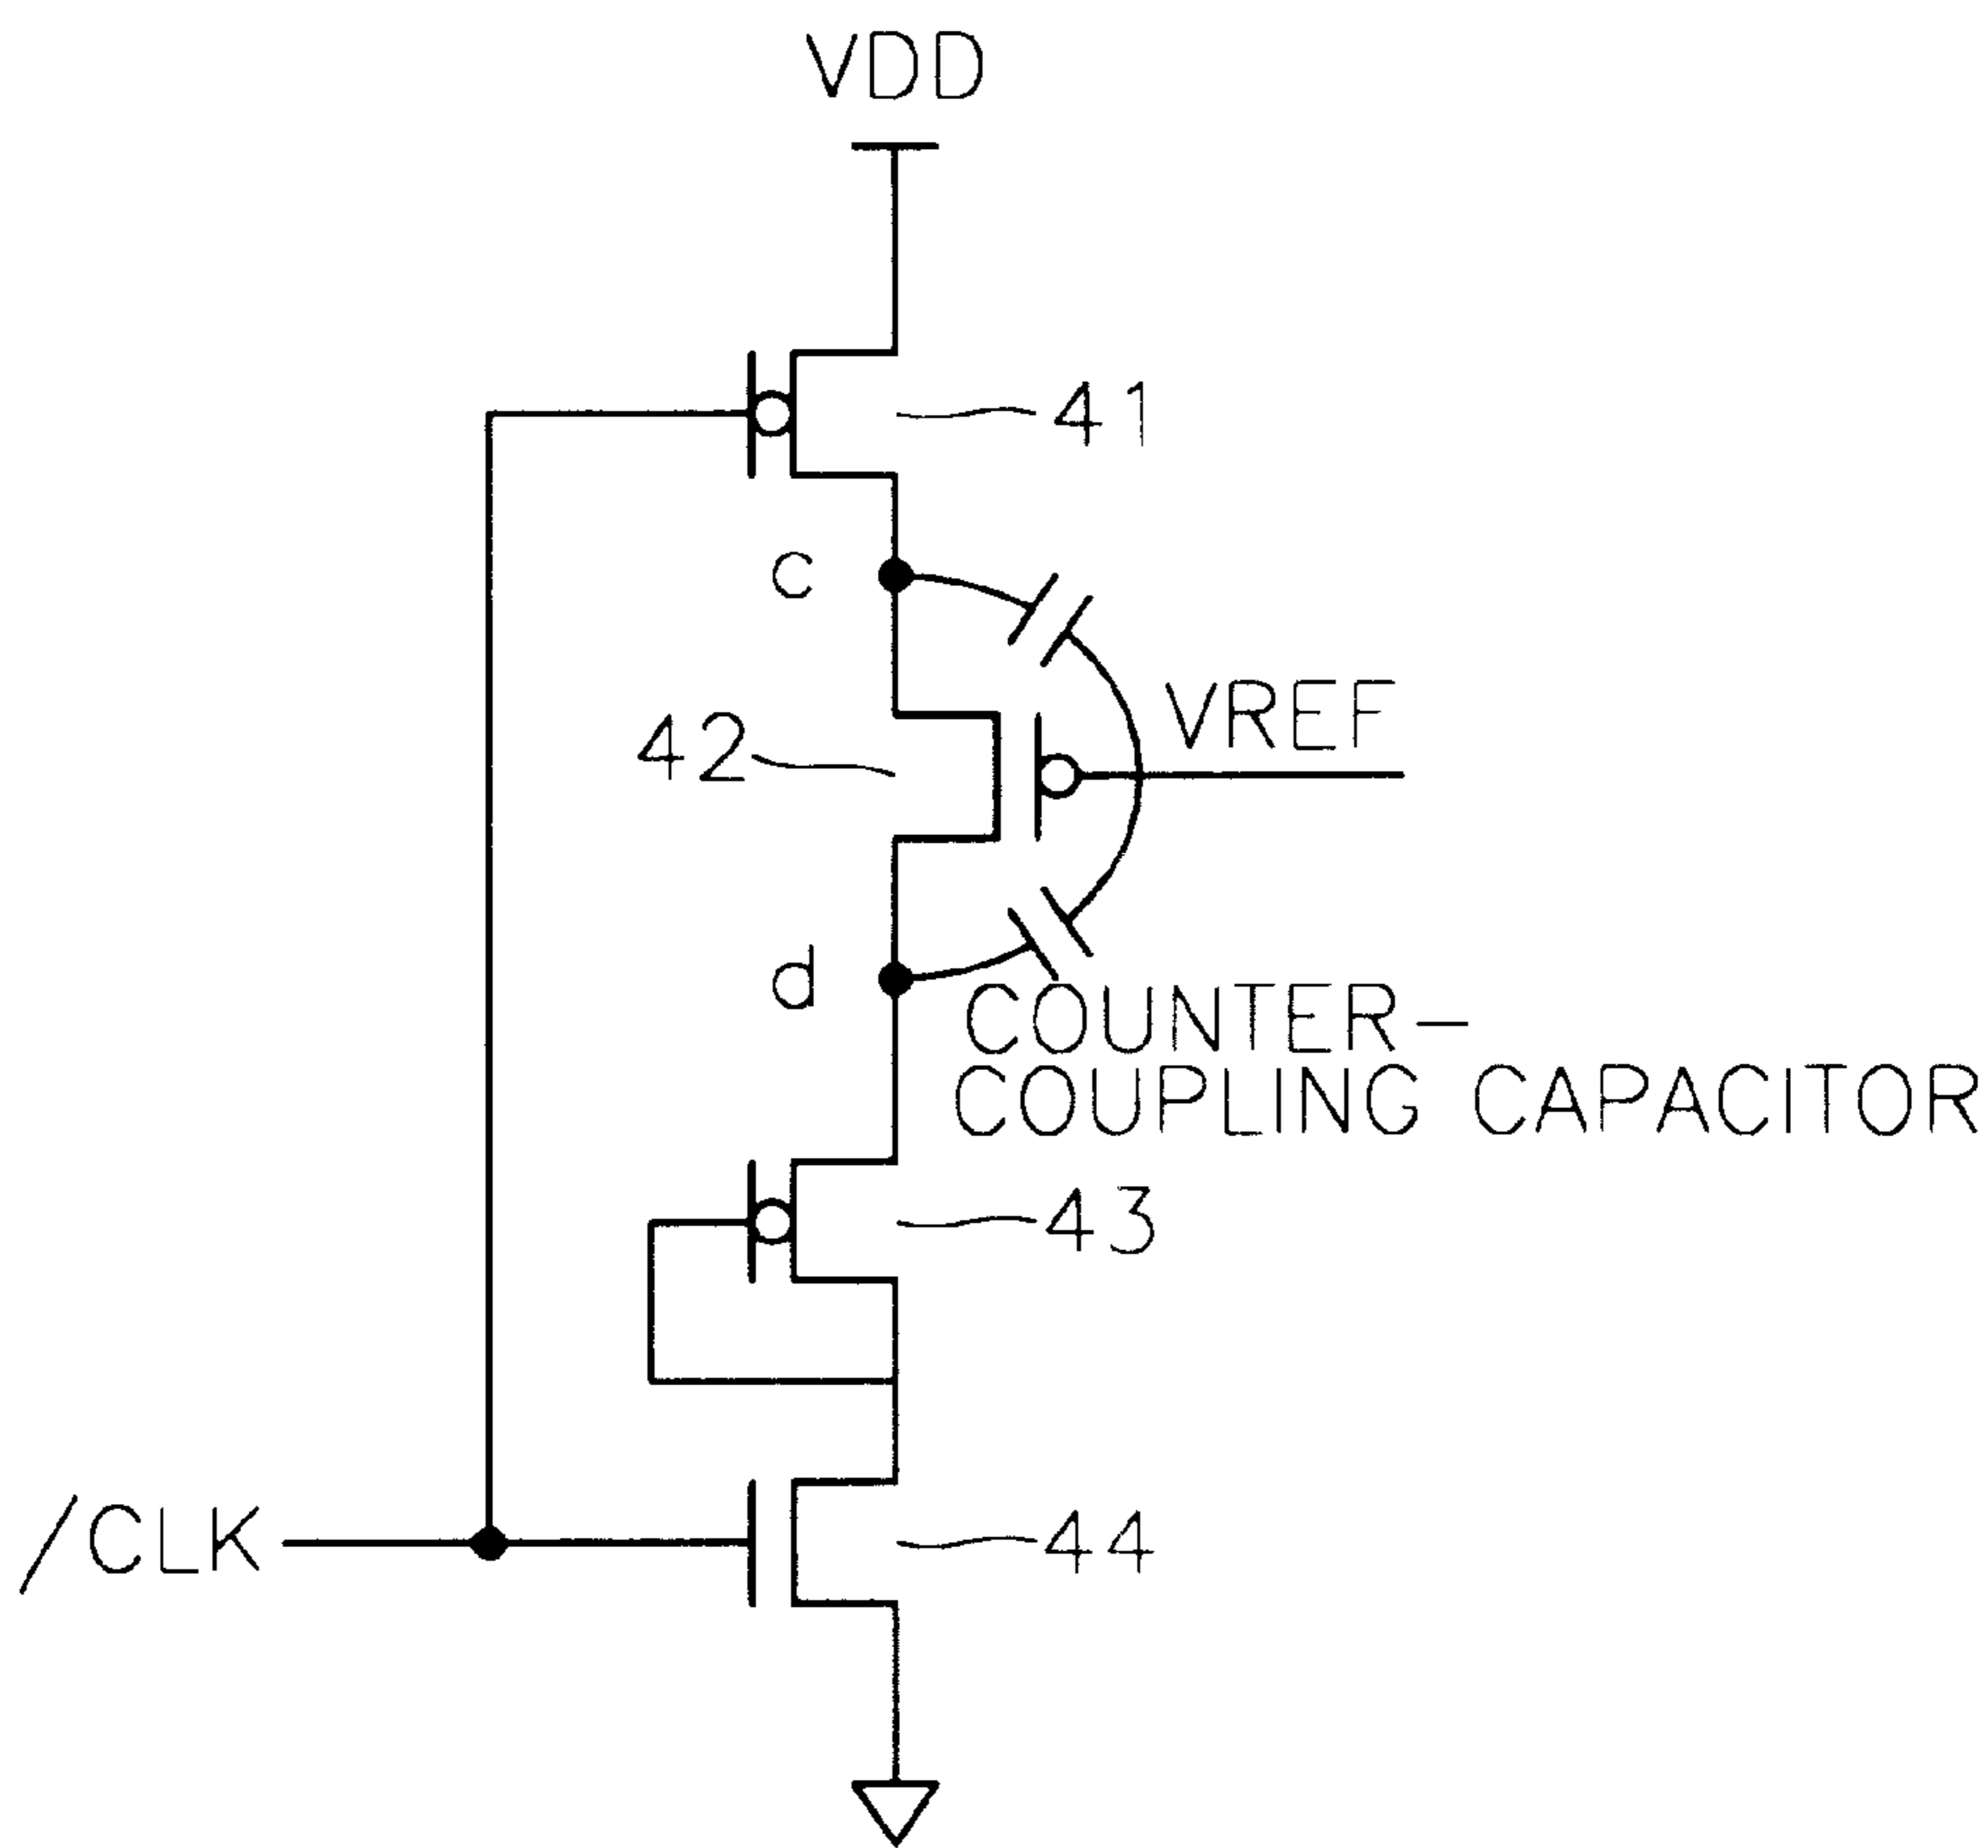 VDD
41
c
VREF
42
d
COUNTER-
COUPLING CAPACITOR
43
/CLK
44